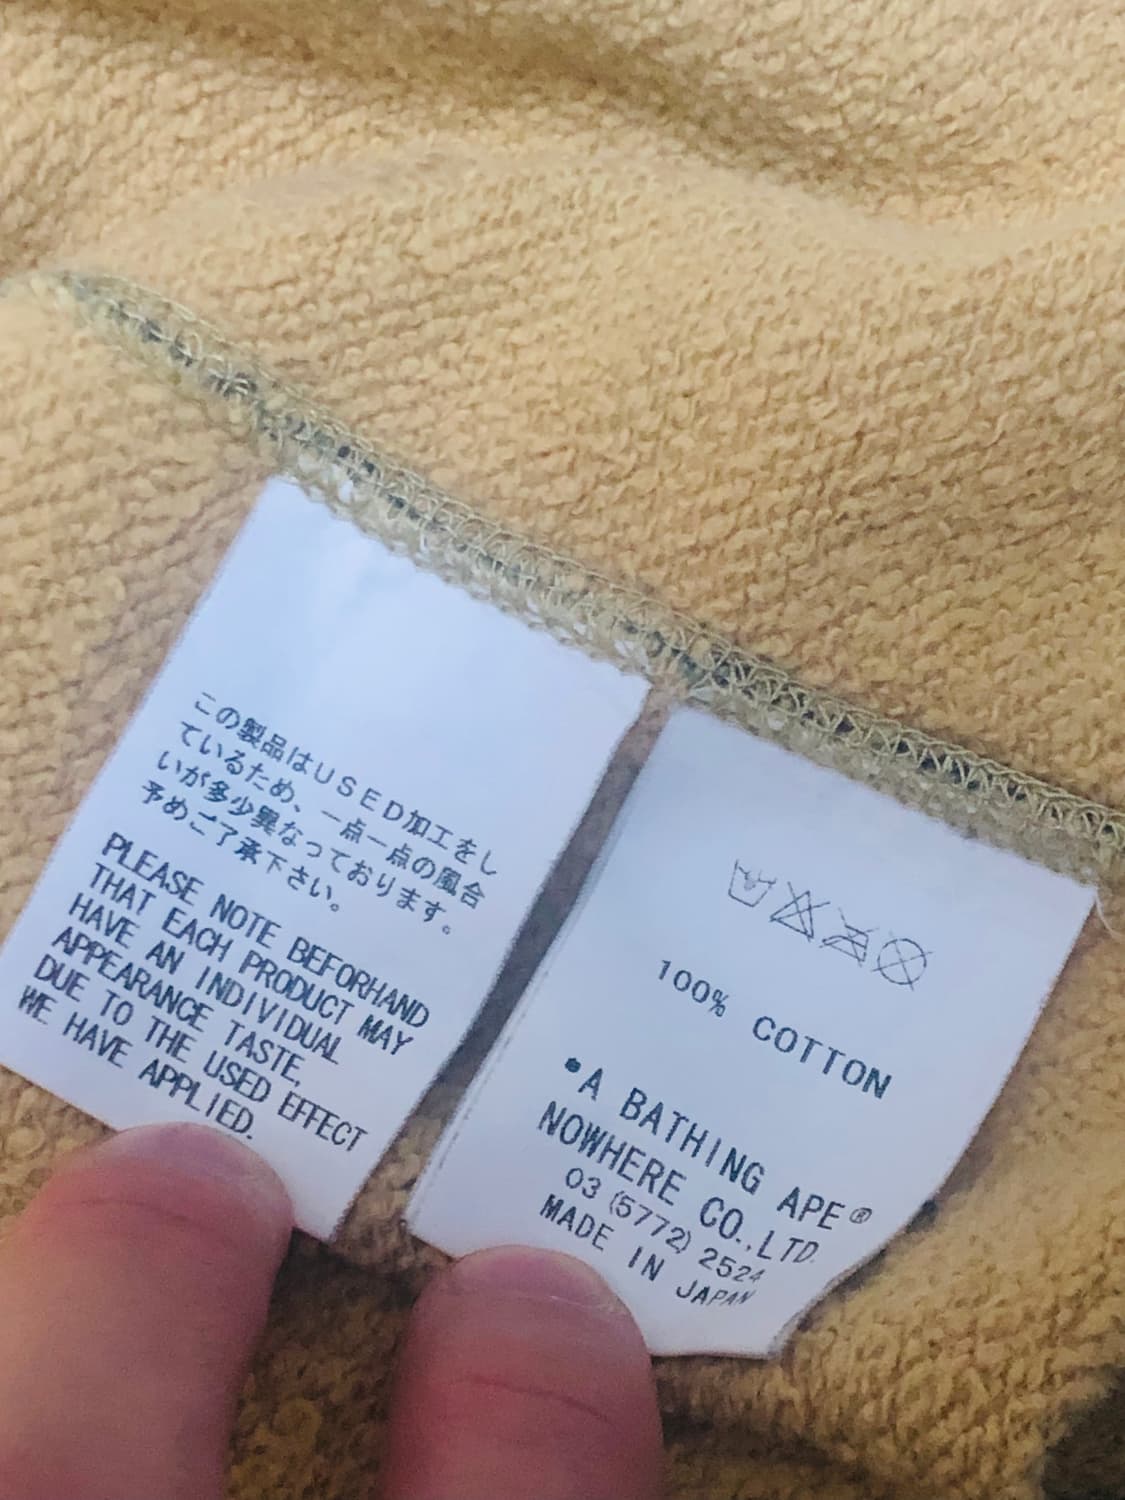 この製品はＵＳＥＤ加工をし
ているため、一点一点の風合
いが多少異なっております。
予めご了承下さい。
PLEASE NOTE BEFORHAND
THAT EACH PRODUCT MAY
HAVE AN INDIVIDUAL
APPEARANCE TASTE,
DUE TO THE USED EFFECT
WE HAVE APPLIED.
100% COTTON
•A BATHING APE®
NOWHERE CO.,LTD.
03 (5772) 2524
MADE IN JAPAN